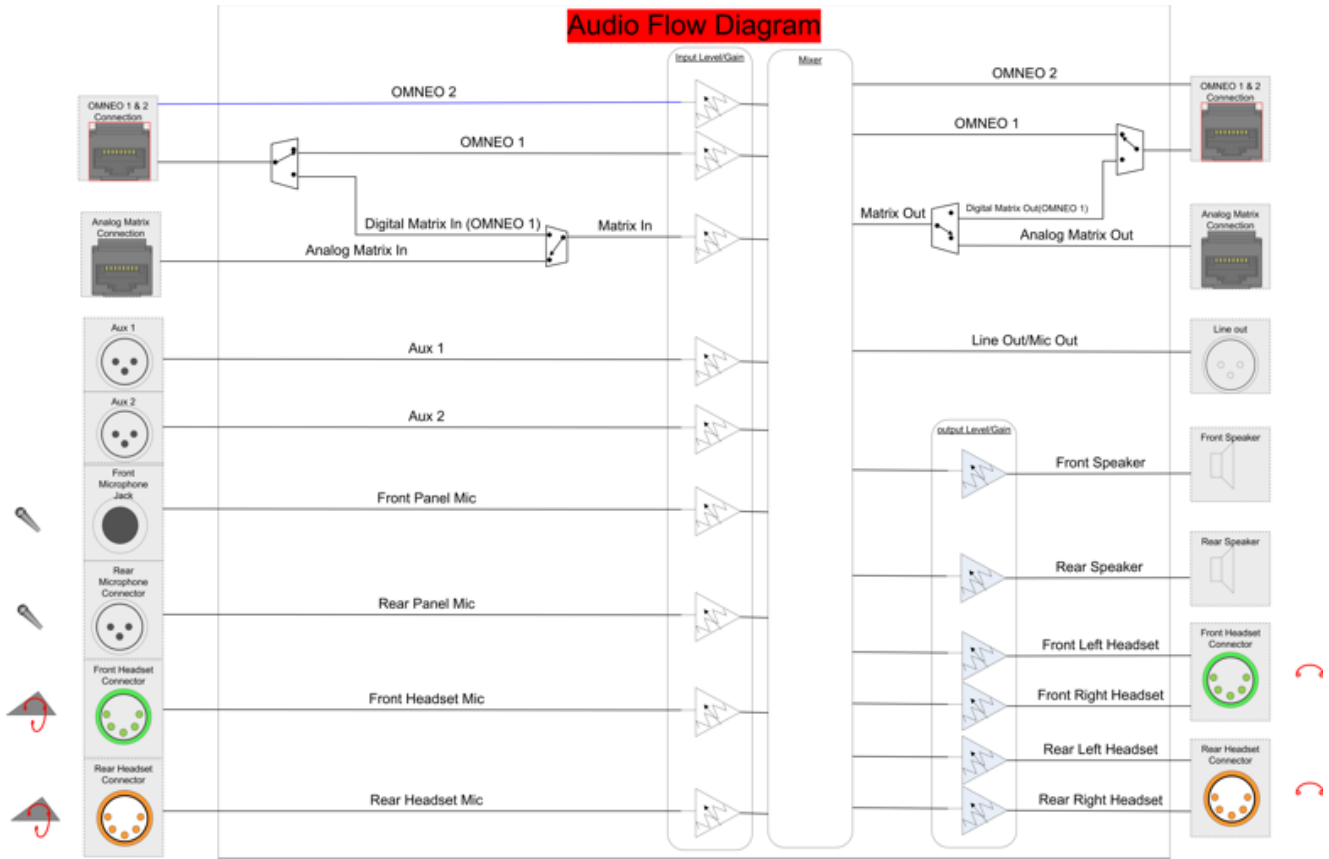 Audio Flow Diagram
Input Level/Gain
Mixer
OMNEO 1 & 2
Connection
OMNEO 2
OMNEO 1
Digital Matrix In (OMNEO 1)
Matrix In
Analog Matrix
Connection
Analog Matrix In
Aux 1
Aux 1
Aux 2
Aux 2
Front
Microphone
Jack
Front Panel Mic
Rear
Microphone
Connector
Rear Panel Mic
Front Headset
Connector
Front Headset Mic
Rear Headset
Connector
Rear Headset Mic
OMNEO 2
OMNEO 1 & 2
Connection
OMNEO 1
Matrix Out
Digital Matrix Out(OMNEO 1)
Analog Matrix Out
Analog Matrix
Connection
Line Out/Mic Out
Line out
output Level/Gain
Front Speaker
Front Speaker
Rear Speaker
Rear Speaker
Front Left Headset
Front Right Headset
Front Headset
Connector
Rear Left Headset
Rear Right Headset
Rear Headset
Connector